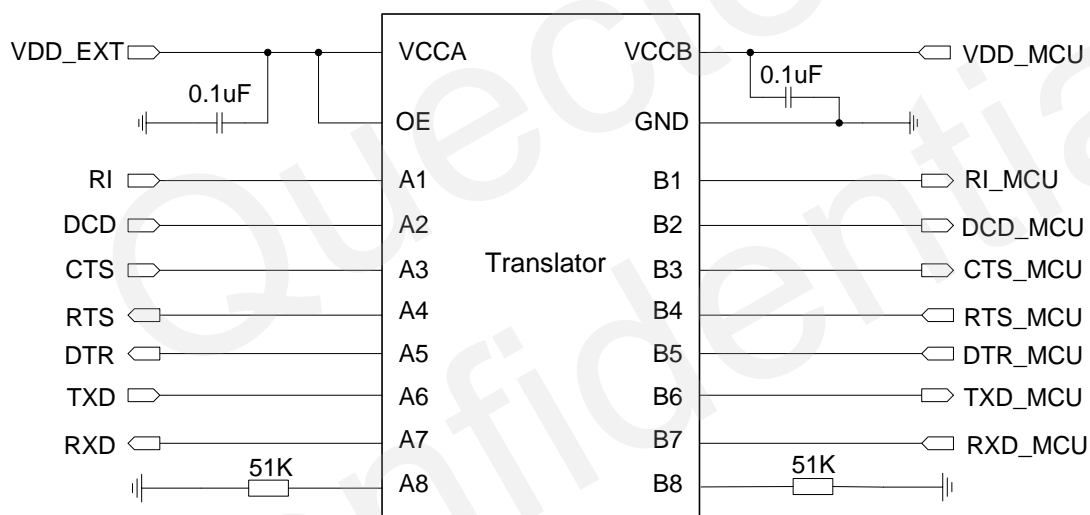 VDD_EXT VCCA VCCB VDD_MCU
0.1uF 0.1uF
OE GND
RI A1 B1 RI_MCU
DCD A2 B2 DCD_MCU
Translator
CTS A3 B3 CTS_MCU
RTS A4 B4 RTS_MCU
DTR A5 B5 DTR_MCU
TXD A6 B6 TXD_MCU
RXD A7 B7 RXD_MCU
51K 51K
A8 B8